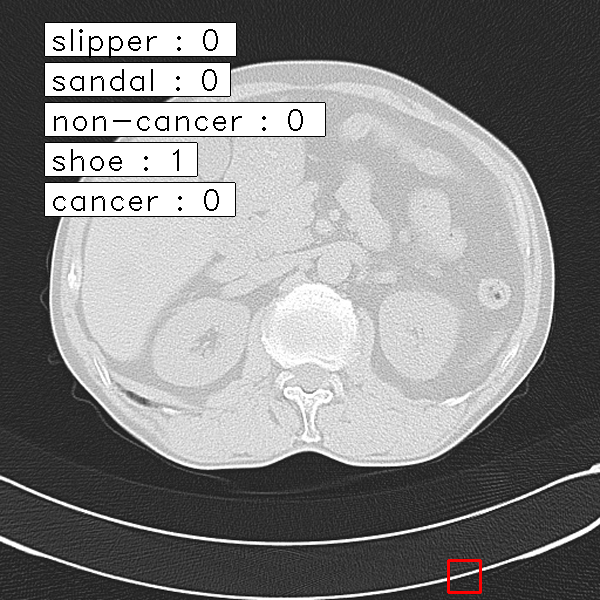 slipper : 0
sandal : 0
non-cancer : 0
shoe : 1
cancer : 0